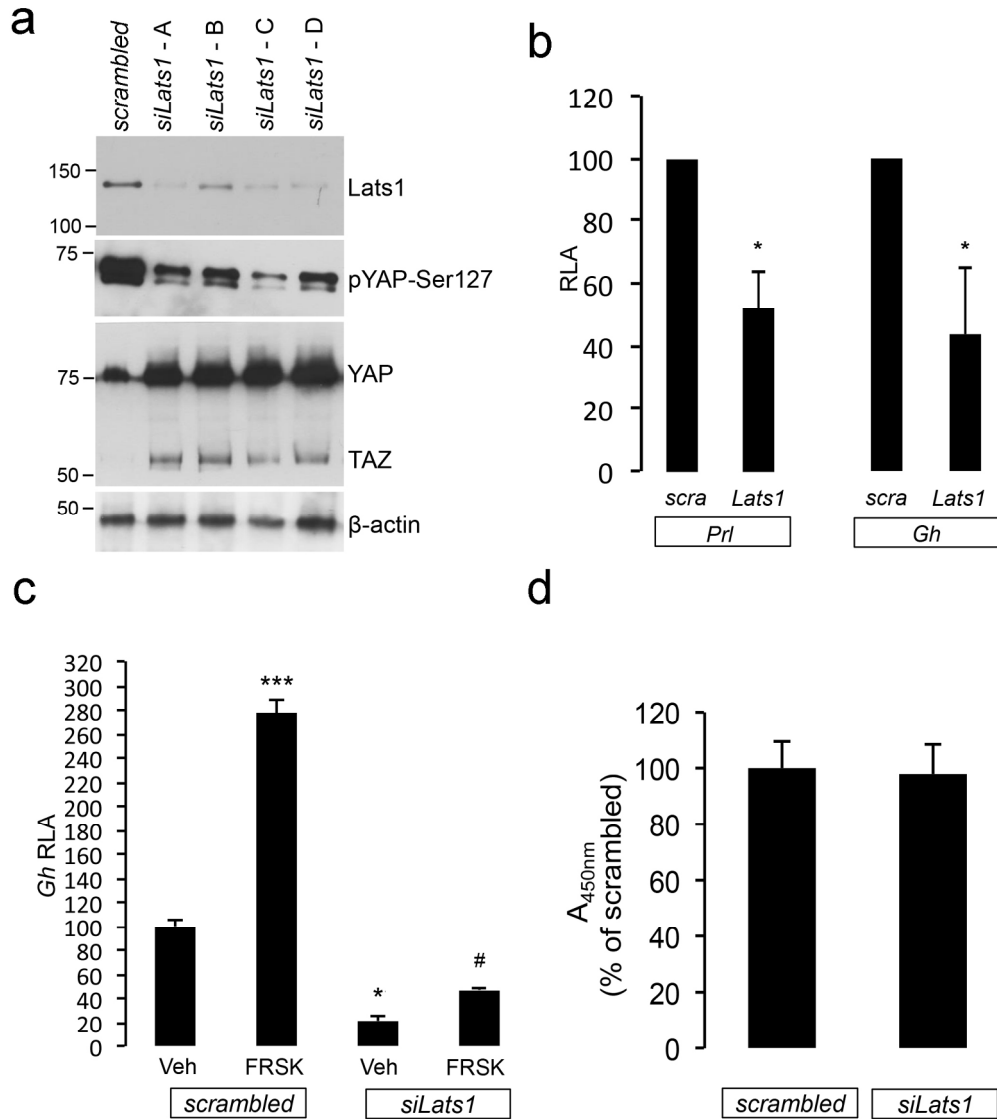 a
scrambled
siLats1 - A
siLats1 - B
siLats1 - C
siLats1 - D
150
100
Lats1
75
pYAP-Ser127
75
50
YAP
TAZ
50
β-actin
b
RLA
120
100
80
60
40
20
0
*
*
scra
Lats1
scra
Lats1
Prl
Gh
c
Gh RLA
320
300
280
260
240
220
200
180
160
140
120
100
80
60
40
20
0
***
*
#
Veh
FRSK
Veh
FRSK
scrambled
siLats1
d
A450nm
(% of scrambled)
120
100
80
60
40
20
0
scrambled
siLats1